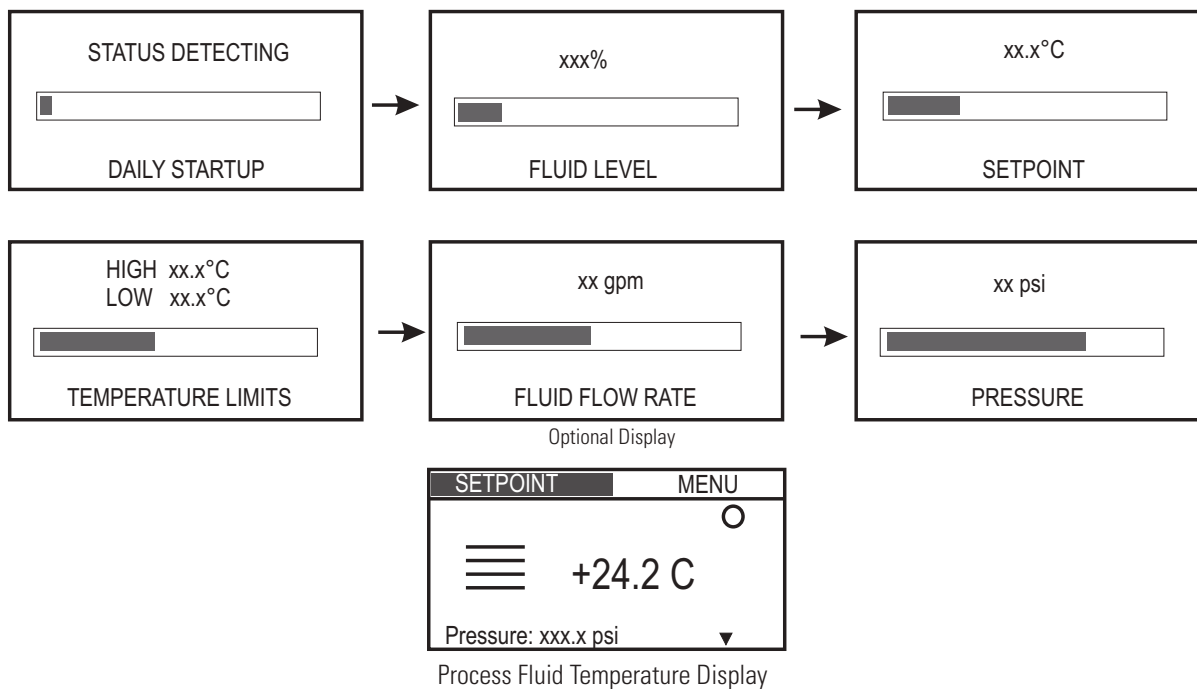 STATUS DETECTING
DAILY STARTUP
xxx%
FLUID LEVEL
xx.x°C
SETPOINT
HIGH xx.x°C
LOW xx.x°C
TEMPERATURE LIMITS
xx gpm
FLUID FLOW RATE
Optional Display
xx psi
PRESSURE
SETPOINT MENU
+24.2 C
Pressure: xxx.x psi
Process Fluid Temperature Display